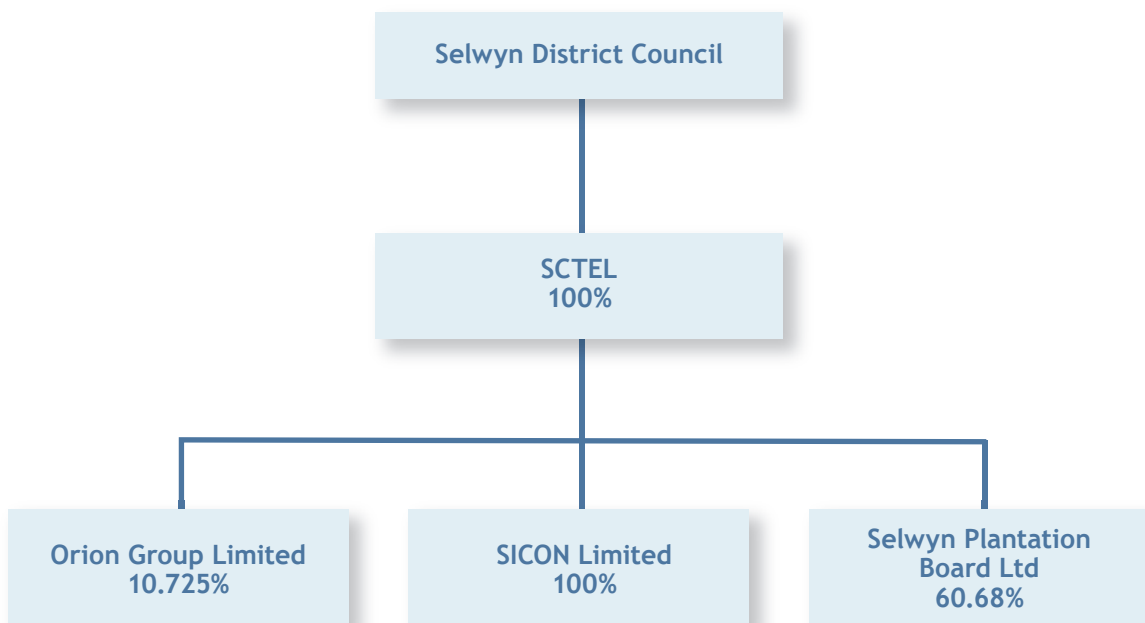 Selwyn District Council
SCTEL
100%
Orion Group Limited
10.725%
SICON Limited
100%
Selwyn Plantation
Board Ltd
60.68%